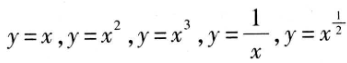 y = x , y = x² , y = x³ , y = 1/x , y = x^(1/2)